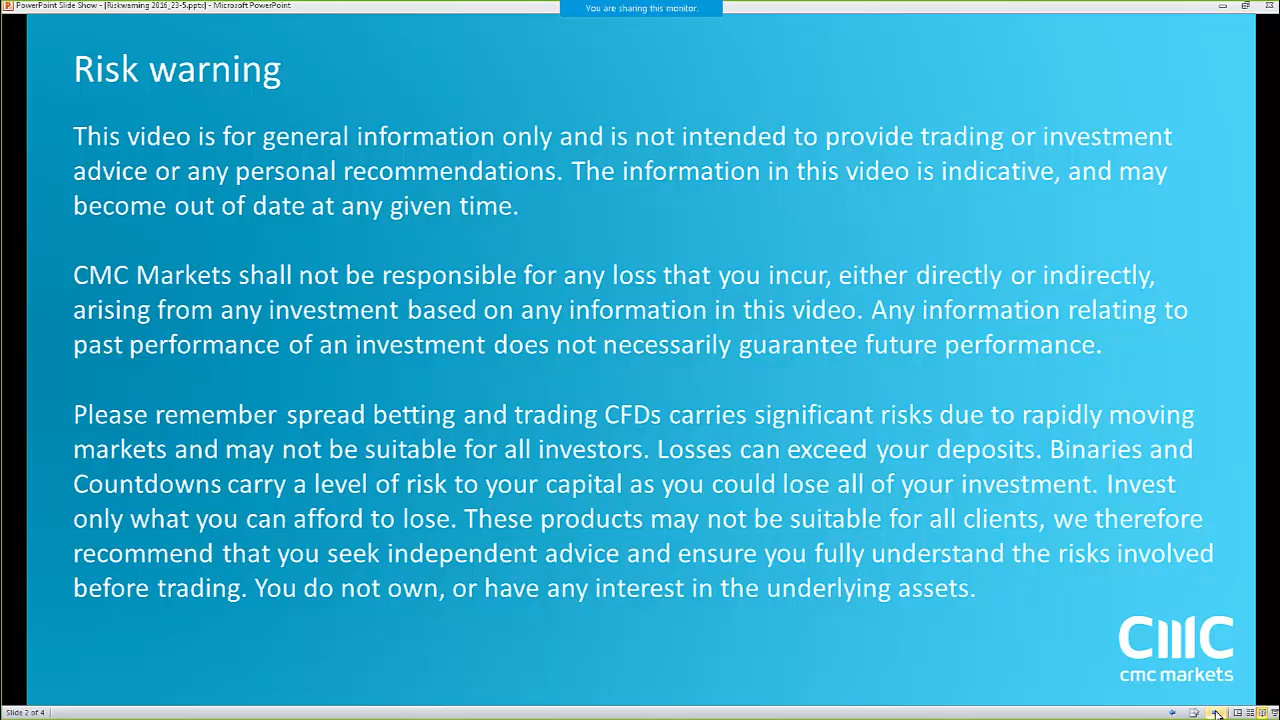 PowerPoint Slide Show - [Riskwarning 2016_23-5.pptx] - Microsoft PowerPoint
You are sharing this monitor.
Risk warning
This video is for general information only and is not intended to provide trading or investment
advice or any personal recommendations. The information in this video is indicative, and may
become out of date at any given time.
CMC Markets shall not be responsible for any loss that you incur, either directly or indirectly,
arising from any investment based on any information in this video. Any information relating to
past performance of an investment does not necessarily guarantee future performance.
Please remember spread betting and trading CFDs carries significant risks due to rapidly moving
markets and may not be suitable for all investors. Losses can exceed your deposits. Binaries and
Countdowns carry a level of risk to your capital as you could lose all of your investment. Invest
only what you can afford to lose. These products may not be suitable for all clients, we therefore
recommend that you seek independent advice and ensure you fully understand the risks involved
before trading. You do not own, or have any interest in the underlying assets.
CMC
cmc markets
Slide 2 of 4